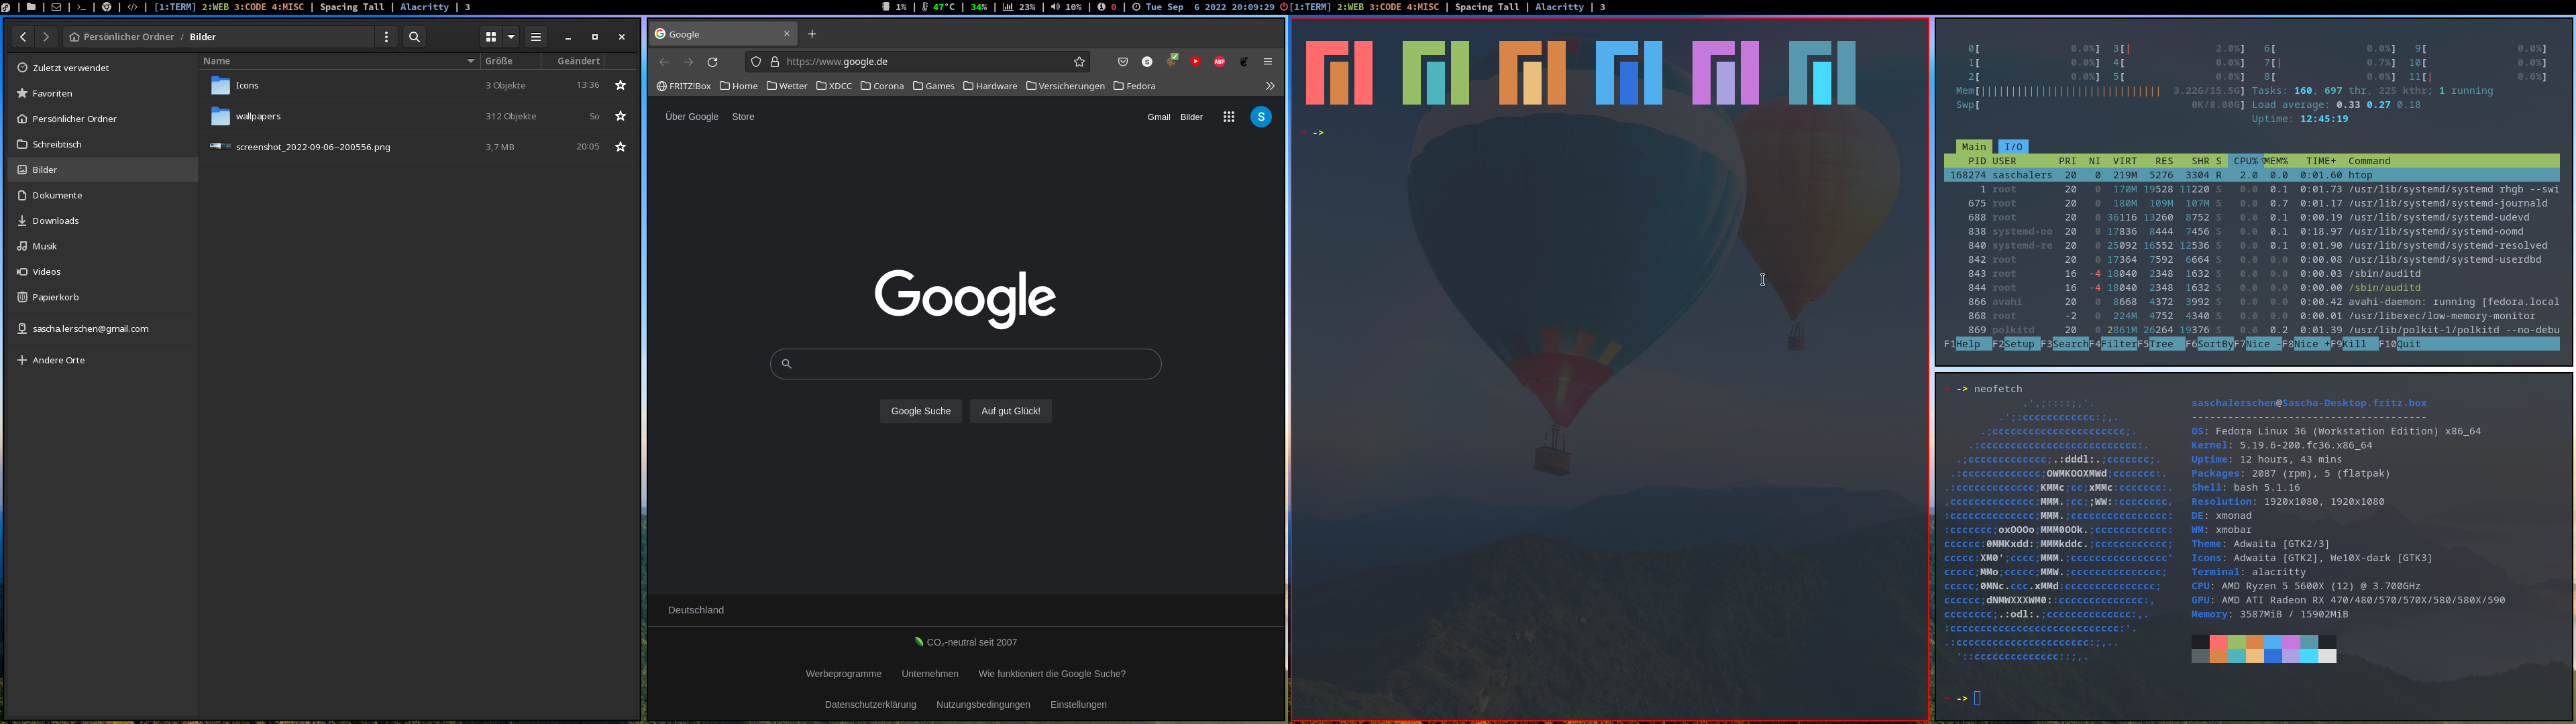 [1:TERM] 2:WEB 3:CODE 4:MISC | Spacing Tall | Alacritty | 3
1% | 47°C | 34% | 23% | 10% | 0 | Tue Sep 6 2022 20:09:29
[1:TERM] 2:WEB 3:CODE 4:MISC | Spacing Tall | Alacritty | 3
Persönlicher Ordner / Bilder
Zuletzt verwendet
Favoriten
Persönlicher Ordner
Schreibtisch
Bilder
Dokumente
Downloads
Musik
Videos
Papierkorb
sascha.lerschen@gmail.com
Andere Orte
Name Größe Geändert
Icons 3 Objekte 13:36
wallpapers 312 Objekte So
screenshot_2022-09-06--200556.png 3,7 MB 20:05
Google
https://www.google.de
FRITZ!Box Home Wetter XDCC Corona Games Hardware Versicherungen Fedora
Über Google Store Gmail Bilder S
Google
Google Suche Auf gut Glück!
Deutschland
CO₂-neutral seit 2007
Werbeprogramme Unternehmen Wie funktioniert die Google Suche?
Datenschutzerklärung Nutzungsbedingungen Einstellungen
~ ->
0[ 0.0%] 3[| 2.0%] 6[ 0.0%] 9[ 0.0%]
1[ 0.0%] 4[ 0.0%] 7[| 0.7%] 10[ 0.0%]
2[ 0.0%] 5[ 0.0%] 8[ 0.0%] 11[| 0.6%]
Mem[ 3.22G/15.5G] Tasks: 160, 697 thr, 225 kthr; 1 running
Swp[ 0K/8.00G] Load average: 0.33 0.27 0.18
Uptime: 12:45:19
Main I/O
PID USER PRI NI VIRT RES SHR S CPU% MEM% TIME+ Command
168274 saschalers 20 0 219M 5276 3304 R 2.0 0.0 0:01.60 htop
1 root 20 0 170M 19528 11220 S 0.0 0.1 0:01.73 /usr/lib/systemd/systemd rhgb --swi
675 root 20 0 180M 109M 107M S 0.0 0.7 0:01.17 /usr/lib/systemd/systemd-journald
688 root 20 0 36116 13260 8752 S 0.0 0.1 0:00.19 /usr/lib/systemd/systemd-udevd
838 systemd-oo 20 0 17836 8444 7456 S 0.0 0.1 0:18.97 /usr/lib/systemd/systemd-oomd
840 systemd-re 20 0 25092 16552 12536 S 0.0 0.1 0:01.90 /usr/lib/systemd/systemd-resolved
842 root 20 0 17364 7592 6664 S 0.0 0.0 0:00.08 /usr/lib/systemd/systemd-userdbd
843 root 16 -4 18040 2348 1632 S 0.0 0.0 0:00.03 /sbin/auditd
844 root 16 -4 18040 2348 1632 S 0.0 0.0 0:00.00 /sbin/auditd
866 avahi 20 0 8668 4372 3992 S 0.0 0.0 0:00.42 avahi-daemon: running [fedora.local
868 root -2 0 224M 4752 4340 S 0.0 0.0 0:00.01 /usr/libexec/low-memory-monitor
869 polkitd 20 0 2861M 26264 19376 S 0.0 0.2 0:01.39 /usr/lib/polkit-1/polkitd --no-debu
F1Help F2Setup F3SearchF4FilterF5Tree F6SortByF7Nice -F8Nice +F9Kill F10Quit
~ -> neofetch
saschalerschen@Sascha-Desktop.fritz.box
---------------------------------------
OS: Fedora Linux 36 (Workstation Edition) x86_64
Kernel: 5.19.6-200.fc36.x86_64
Uptime: 12 hours, 43 mins
Packages: 2087 (rpm), 5 (flatpak)
Shell: bash 5.1.16
Resolution: 1920x1080, 1920x1080
DE: xmonad
WM: xmobar
Theme: Adwaita [GTK2/3]
Icons: Adwaita [GTK2], We10X-dark [GTK3]
Terminal: alacritty
CPU: AMD Ryzen 5 5600X (12) @ 3.700GHz
GPU: AMD ATI Radeon RX 470/480/570/570X/580/580X/590
Memory: 3587MiB / 15902MiB
~ ->